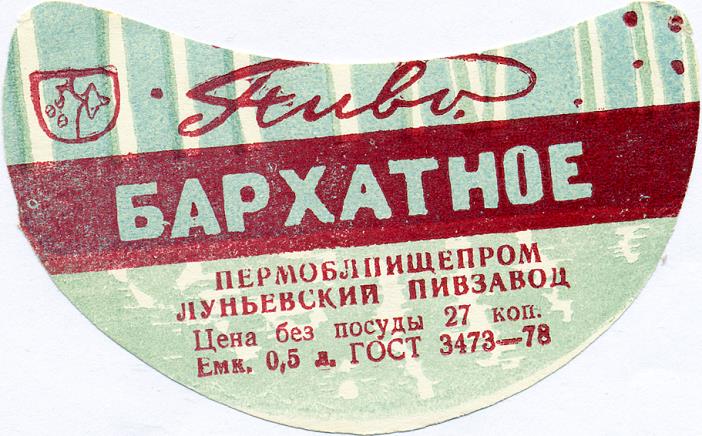 Пиво
БАРХАТНОЕ
ПЕРМОБЛПИЩЕПРОМ
ЛУНЬЕВСКИЙ ПИВЗАВОД
Цена без посуды 27 коп.
Емк. 0,5 л. ГОСТ 3473—78